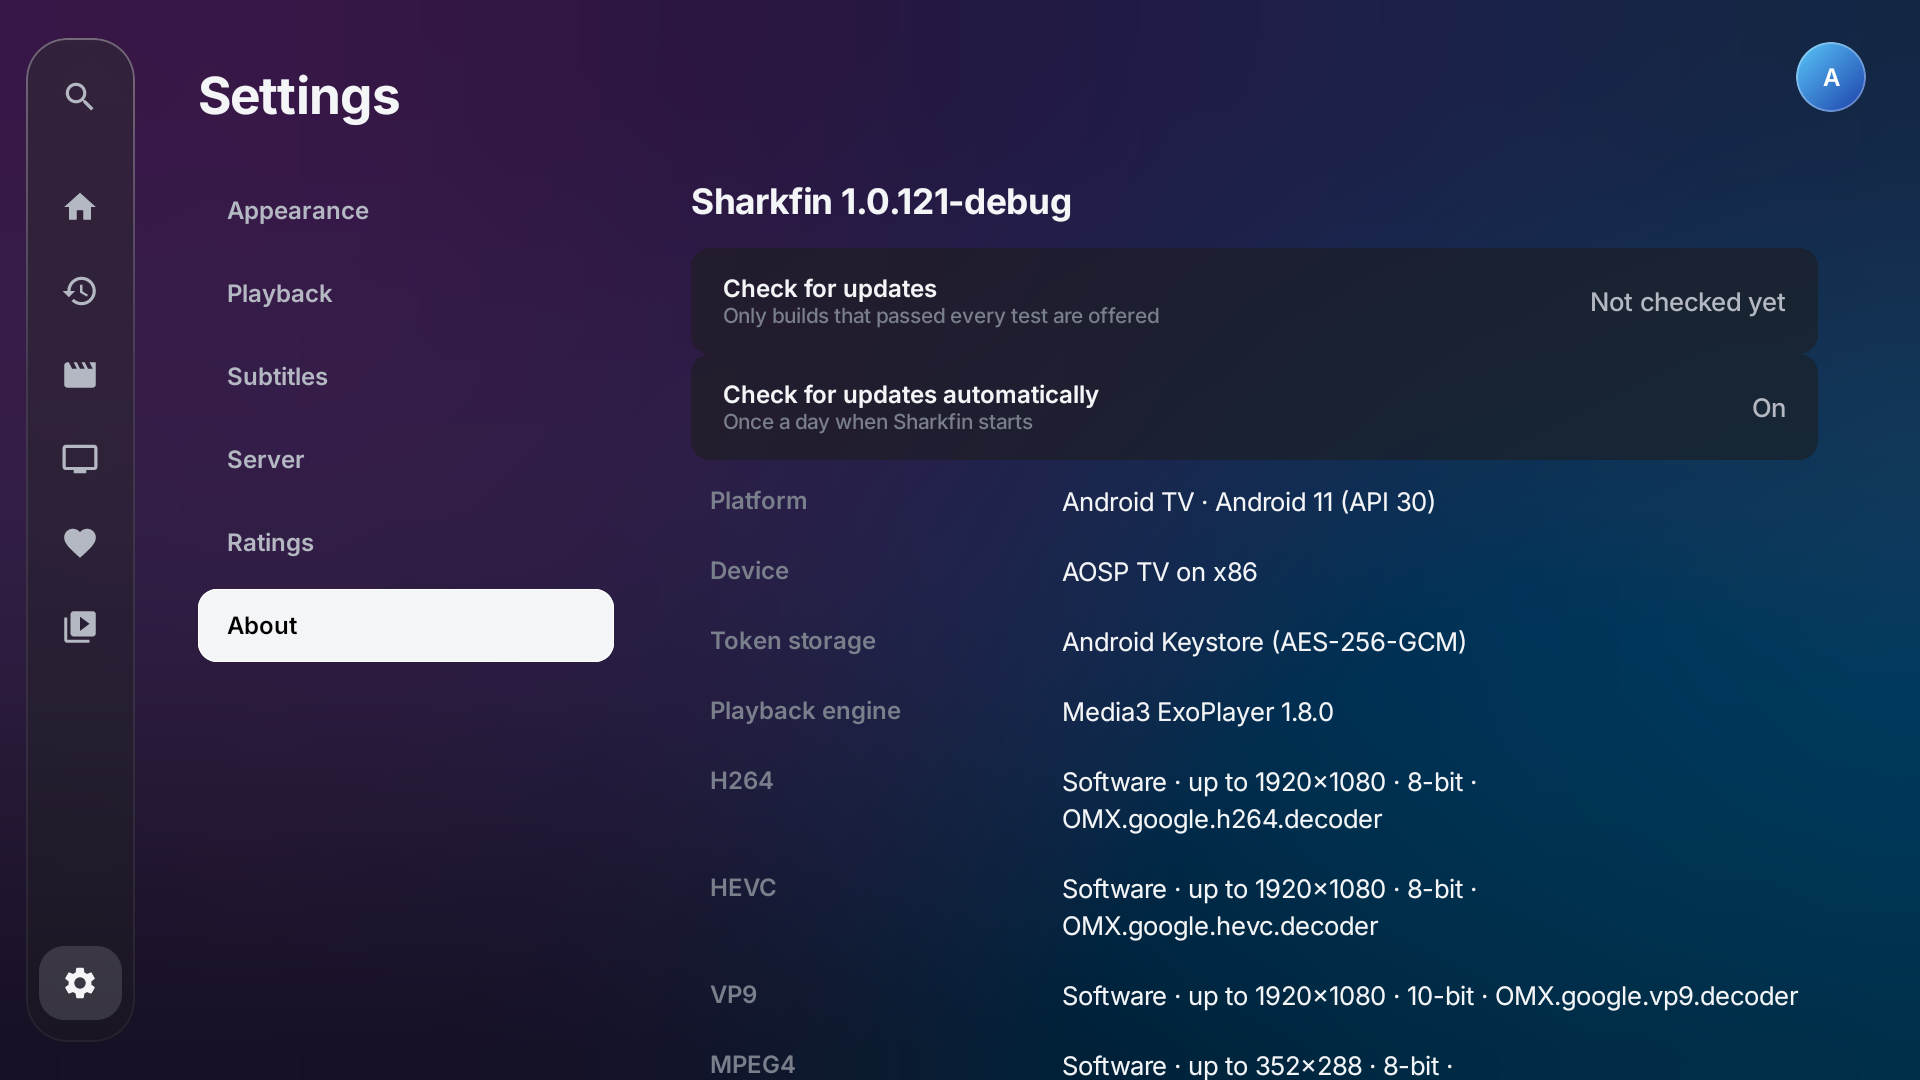 Settings
A
Appearance
Playback
Subtitles
Server
Ratings
About
Sharkfin 1.0.121-debug
Check for updates
Only builds that passed every test are offered
Not checked yet
Check for updates automatically
Once a day when Sharkfin starts
On
Platform
Android TV · Android 11 (API 30)
Device
AOSP TV on x86
Token storage
Android Keystore (AES-256-GCM)
Playback engine
Media3 ExoPlayer 1.8.0
H264
Software · up to 1920×1080 · 8-bit ·
OMX.google.h264.decoder
HEVC
Software · up to 1920×1080 · 8-bit ·
OMX.google.hevc.decoder
VP9
Software · up to 1920×1080 · 10-bit · OMX.google.vp9.decoder
MPEG4
Software · up to 352×288 · 8-bit ·